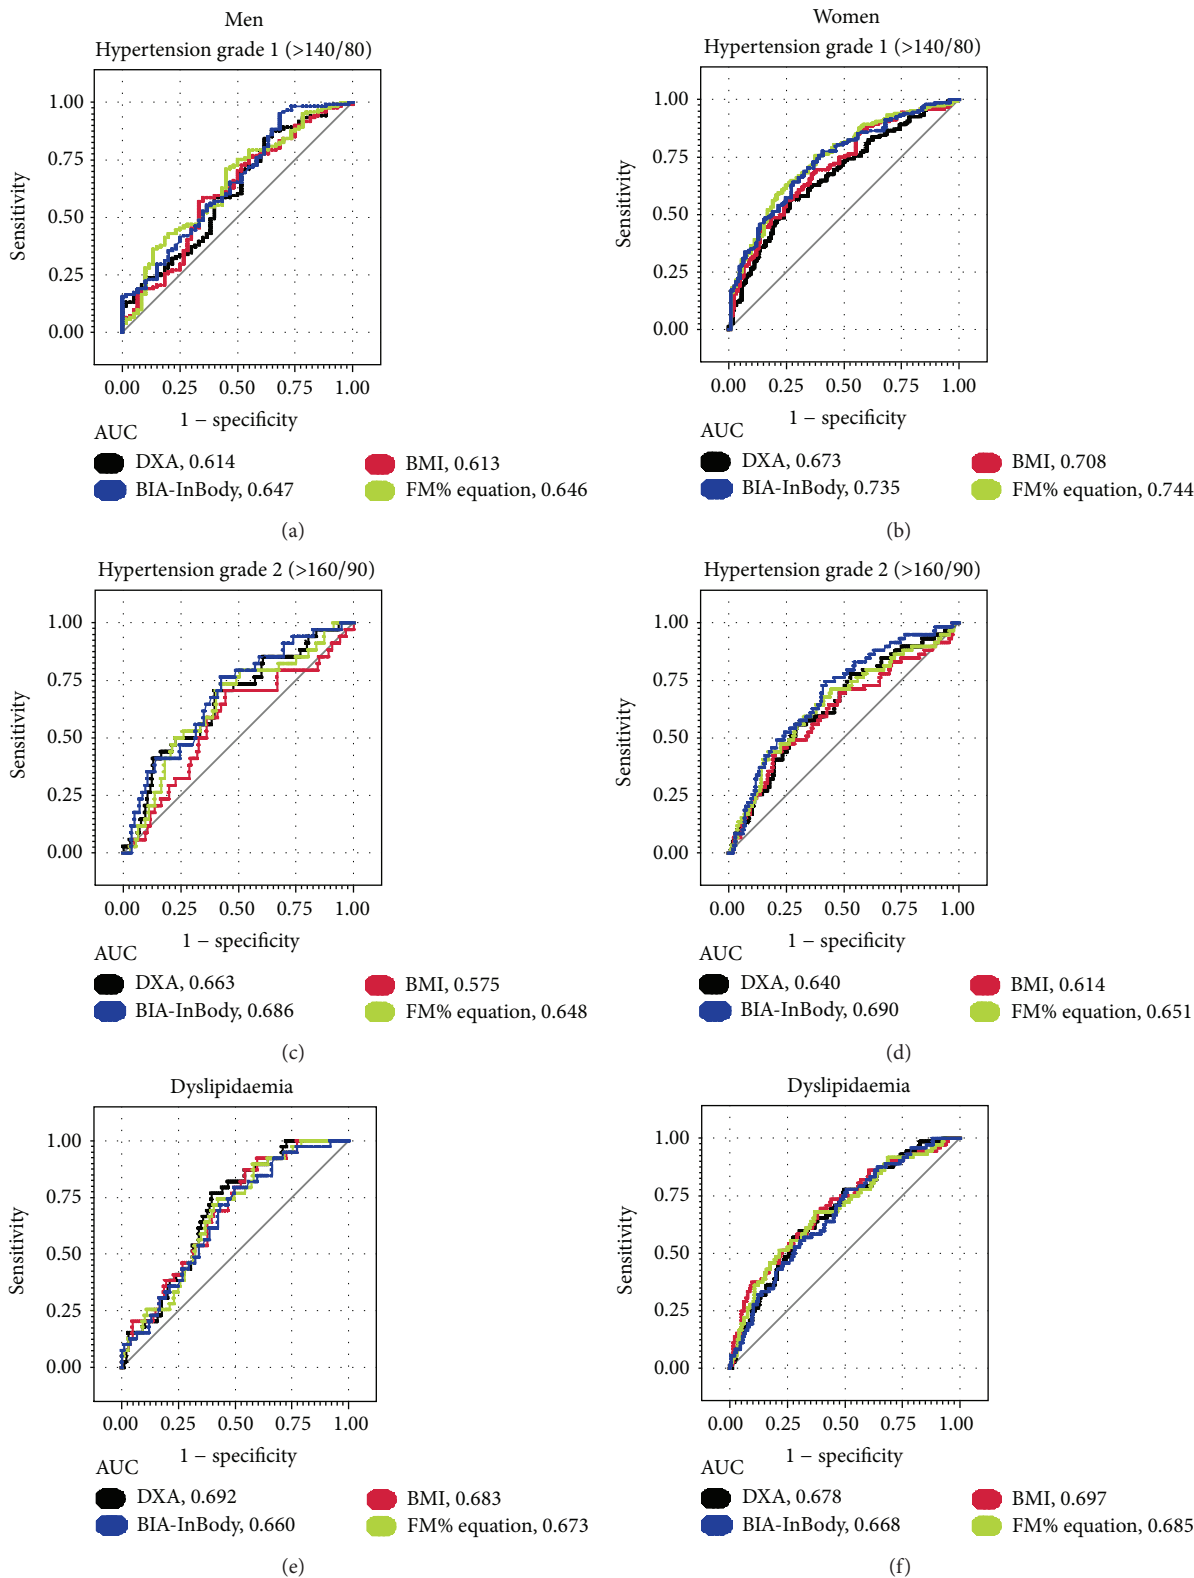 Men
Hypertension grade 1 (>140/80)
1.00
0.75
0.50
0.25
0.00
Sensitivity
0.00 0.25 0.50 0.75 1.00
1 − specificity
AUC
DXA, 0.614
BMI, 0.613
BIA-InBody, 0.647
FM% equation, 0.646
(a)
Women
Hypertension grade 1 (>140/80)
1.00
0.75
0.50
0.25
0.00
Sensitivity
0.00 0.25 0.50 0.75 1.00
1 − specificity
AUC
DXA, 0.673
BMI, 0.708
BIA-InBody, 0.735
FM% equation, 0.744
(b)
Hypertension grade 2 (>160/90)
1.00
0.75
0.50
0.25
0.00
Sensitivity
0.00 0.25 0.50 0.75 1.00
1 − specificity
AUC
DXA, 0.663
BMI, 0.575
BIA-InBody, 0.686
FM% equation, 0.648
(c)
Hypertension grade 2 (>160/90)
1.00
0.75
0.50
0.25
0.00
Sensitivity
0.00 0.25 0.50 0.75 1.00
1 − specificity
AUC
DXA, 0.640
BMI, 0.614
BIA-InBody, 0.690
FM% equation, 0.651
(d)
Dyslipidaemia
1.00
0.75
0.50
0.25
0.00
Sensitivity
0.00 0.25 0.50 0.75 1.00
1 − specificity
AUC
DXA, 0.692
BMI, 0.683
BIA-InBody, 0.660
FM% equation, 0.673
(e)
Dyslipidaemia
1.00
0.75
0.50
0.25
0.00
Sensitivity
0.00 0.25 0.50 0.75 1.00
1 − specificity
AUC
DXA, 0.678
BMI, 0.697
BIA-InBody, 0.668
FM% equation, 0.685
(f)